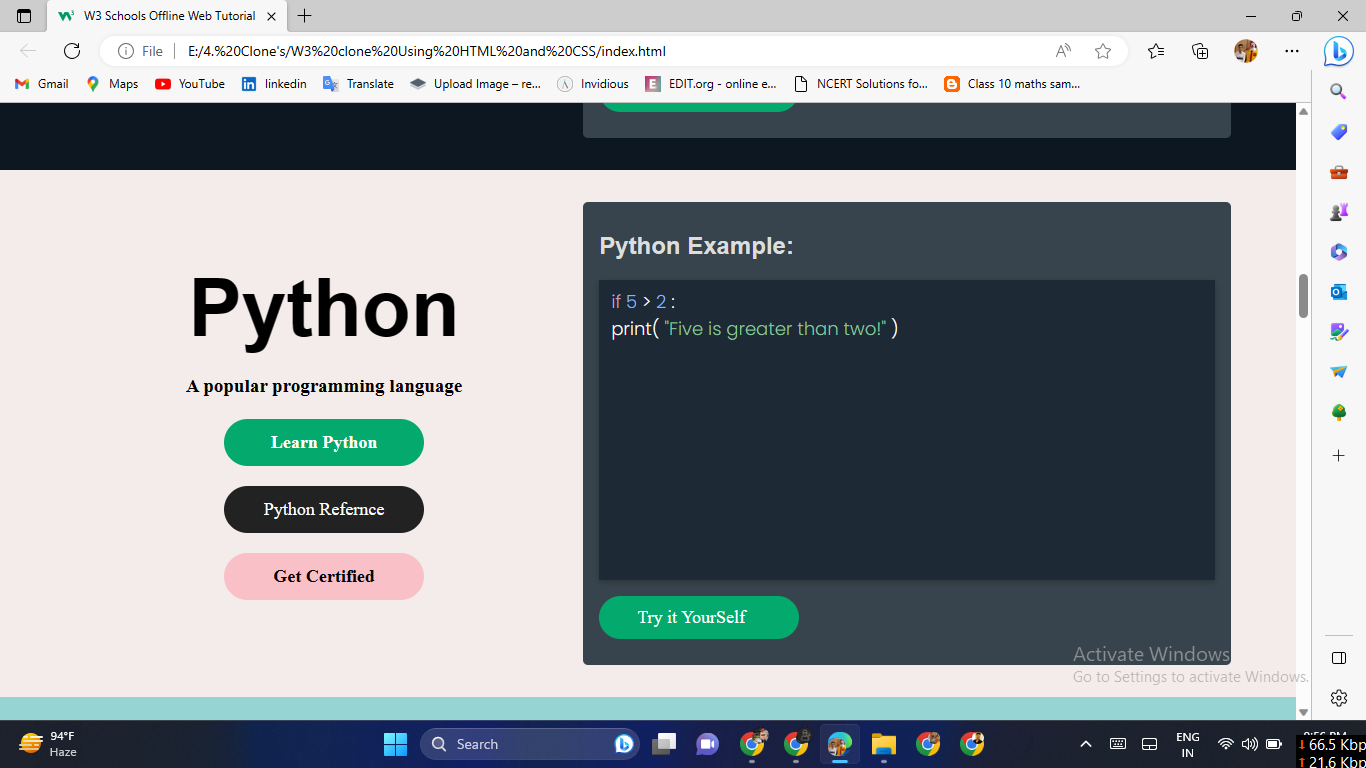 W3 Schools Offline Web Tutorial
File
E:/4.%20Clone's/W3%20clone%20Using%20HTML%20and%20CSS/index.html
Gmail
Maps
YouTube
linkedin
Translate
Upload Image – re...
Invidious
EDIT.org - online e...
NCERT Solutions fo...
Class 10 maths sam...
Python
A popular programming language
Learn Python
Python Refernce
Get Certified
Python Example:
if 5 > 2 :
print( "Five is greater than two!" )
Try it YourSelf
Activate Windows
Go to Settings to activate Windows.
94°F
Haze
Search
ENG
IN
66.5 Kbp
21.6 Kbp